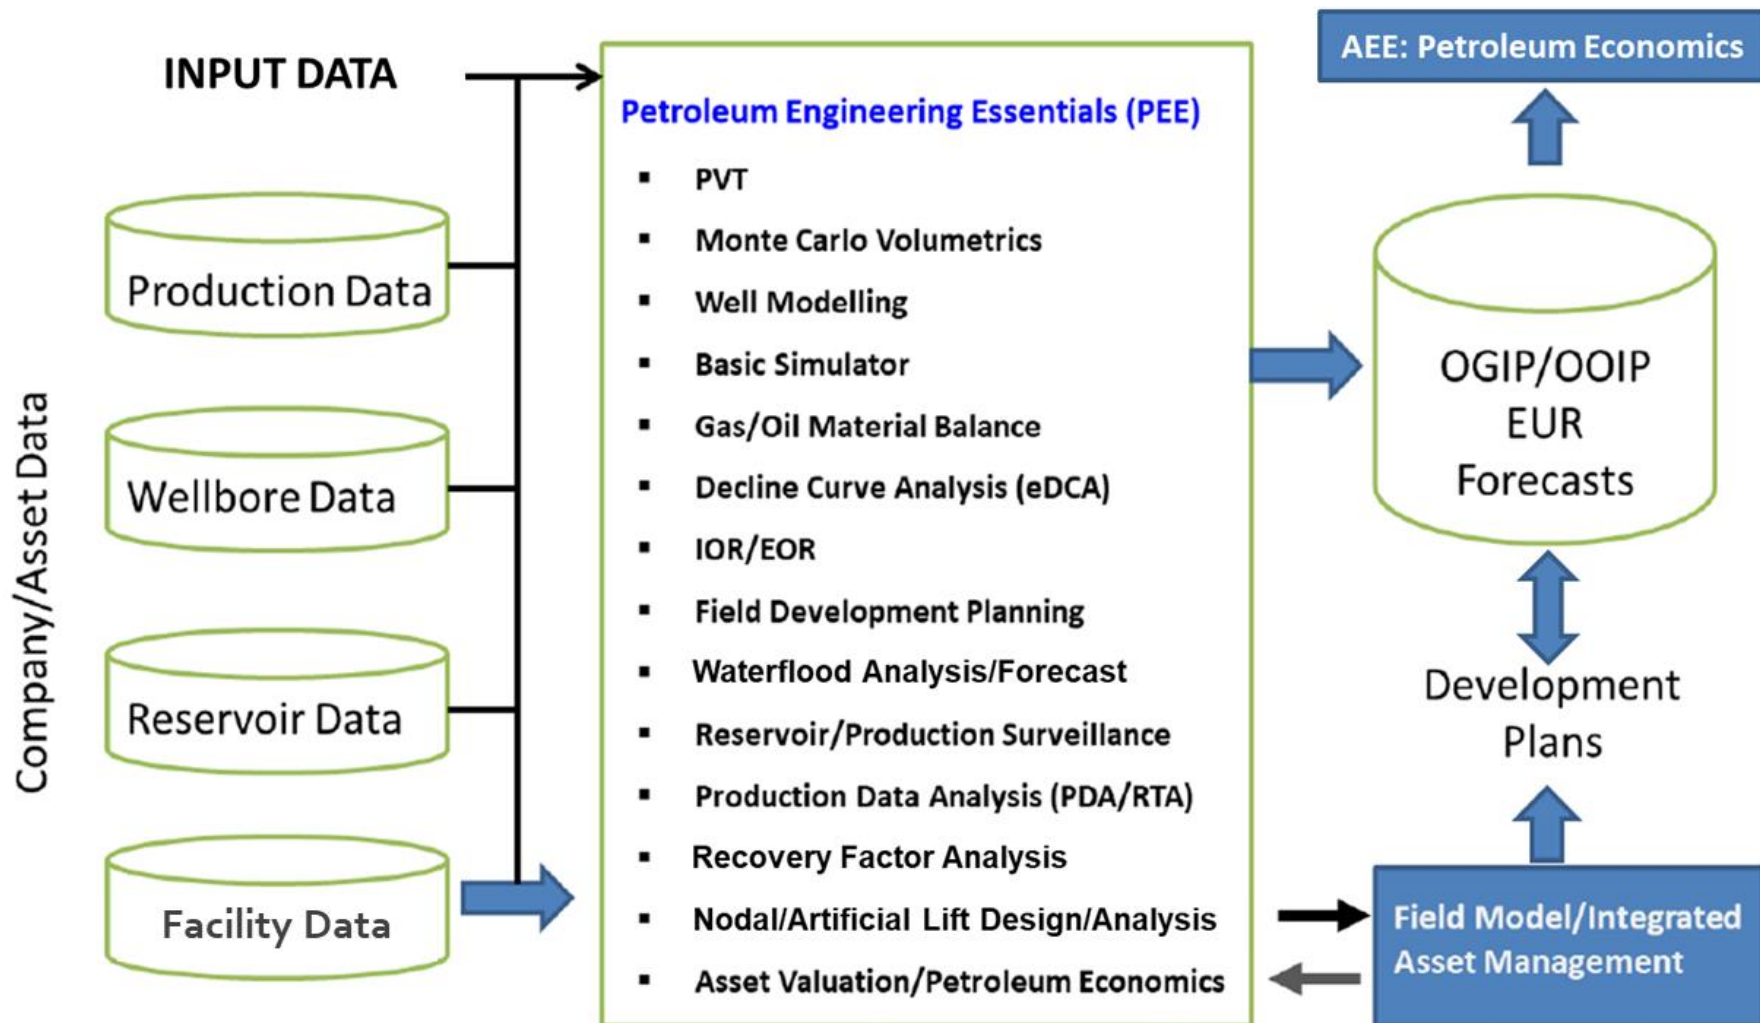 INPUT DATA
Company/Asset Data
Production Data
Wellbore Data
Reservoir Data
Facility Data
Petroleum Engineering Essentials (PEE)
▪ PVT
▪ Monte Carlo Volumetrics
▪ Well Modelling
▪ Basic Simulator
▪ Gas/Oil Material Balance
▪ Decline Curve Analysis (eDCA)
▪ IOR/EOR
▪ Field Development Planning
▪ Waterflood Analysis/Forecast
▪ Reservoir/Production Surveillance
▪ Production Data Analysis (PDA/RTA)
▪ Recovery Factor Analysis
▪ Nodal/Artificial Lift Design/Analysis
▪ Asset Valuation/Petroleum Economics
AEE: Petroleum Economics
OGIP/OOIP
EUR
Forecasts
Development
Plans
Field Model/Integrated
Asset Management